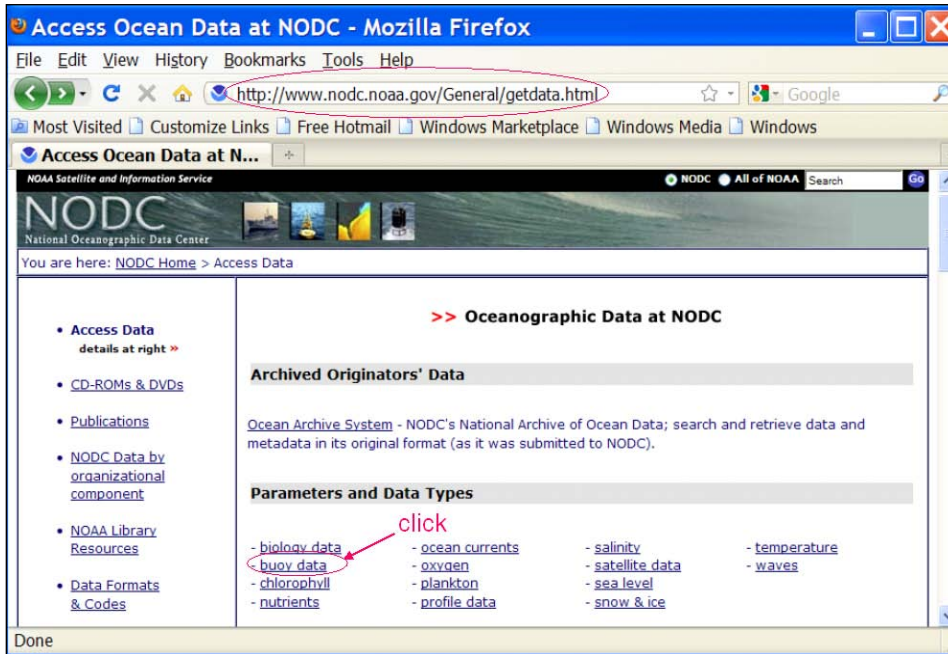 Access Ocean Data at NODC - Mozilla Firefox
File Edit View History Bookmarks Tools Help
http://www.nodc.noaa.gov/General/getdata.html
Google
Most Visited Customize Links Free Hotmail Windows Marketplace Windows Media Windows
Access Ocean Data at N...
NOAA Satellite and Information Service
NODC All of NOAA Search Go
NODC
National Oceanographic Data Center
You are here: NODC Home > Access Data
• Access Data
details at right »
• CD-ROMs & DVDs
• Publications
• NODC Data by
organizational
component
• NOAA Library
Resources
• Data Formats
& Codes
>> Oceanographic Data at NODC
Archived Originators' Data
Ocean Archive System - NODC's National Archive of Ocean Data; search and retrieve data and
metadata in its original format (as it was submitted to NODC).
Parameters and Data Types
click
- biology data - ocean currents - salinity - temperature
- buoy data - oxygen - satellite data - waves
- chlorophyll - plankton - sea level
- nutrients - profile data - snow & ice
Done